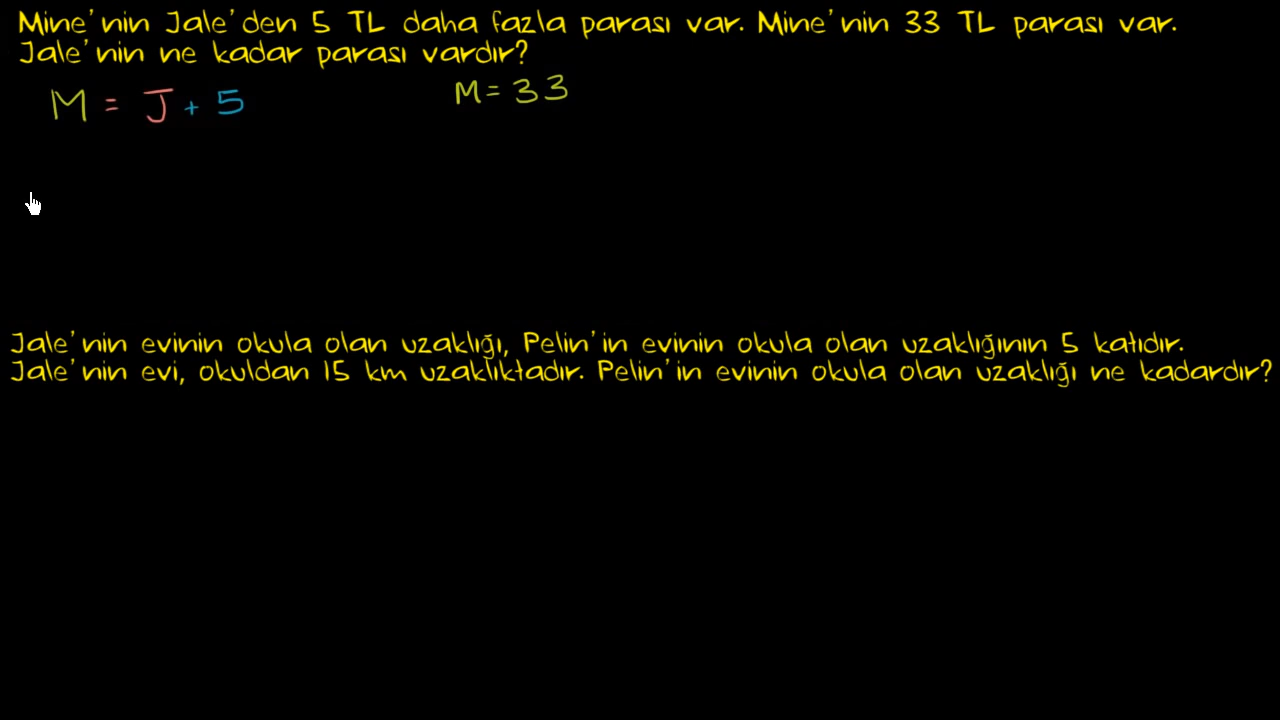 Mine'nin Jale'den 5 TL daha fazla parası var. Mine'nin 33 TL parası var.
Jale'nin ne kadar parası vardır?
M = J + 5
M = 33
Jale'nin evinin okula olan uzaklığı, Pelin'in evinin okula olan uzaklığının 5 katıdır.
Jale'nin evi, okuldan 15 km uzaklıktadır. Pelin'in evinin okula olan uzaklığı ne kadardır?